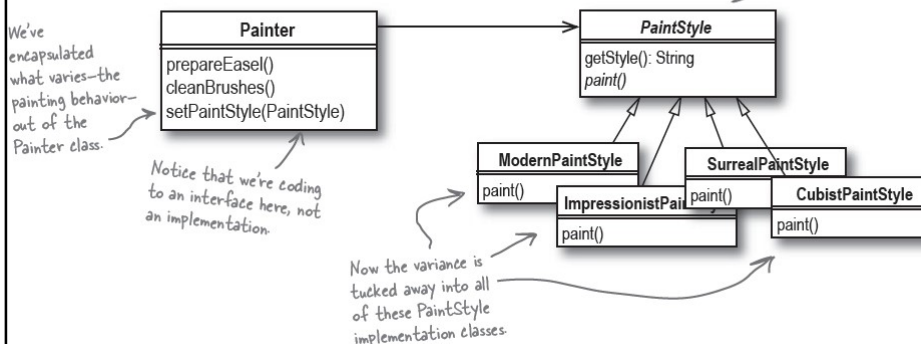 We've
encapsulated
what varies—the
painting behavior—
out of the
Painter class.
Painter
prepareEasel()
cleanBrushes()
setPaintStyle(PaintStyle)
Notice that we're coding
to an interface here, not
an implementation.
PaintStyle
getStyle(): String
paint()
ModernPaintStyle
paint()
paint()
SurrealPaintStyle
paint()
CubistPaintStyle
paint()
Now the variance is
tucked away into all
of these PaintStyle
implementation classes.